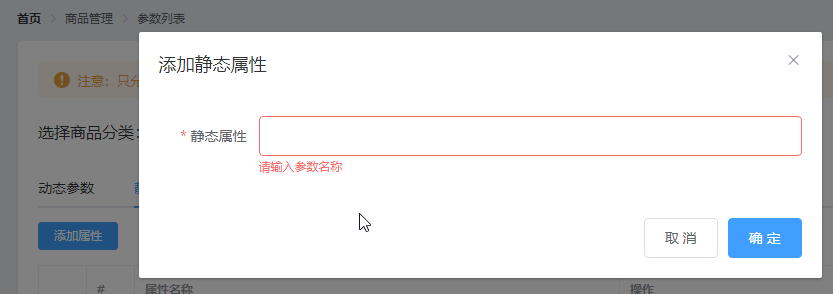 首页 > 商品管理 > 参数列表
注意：只
添加静态属性
* 静态属性
请输入参数名称
选择商品分类：
动态参数
添加属性
取 消
确 定
#
属性名称
操作